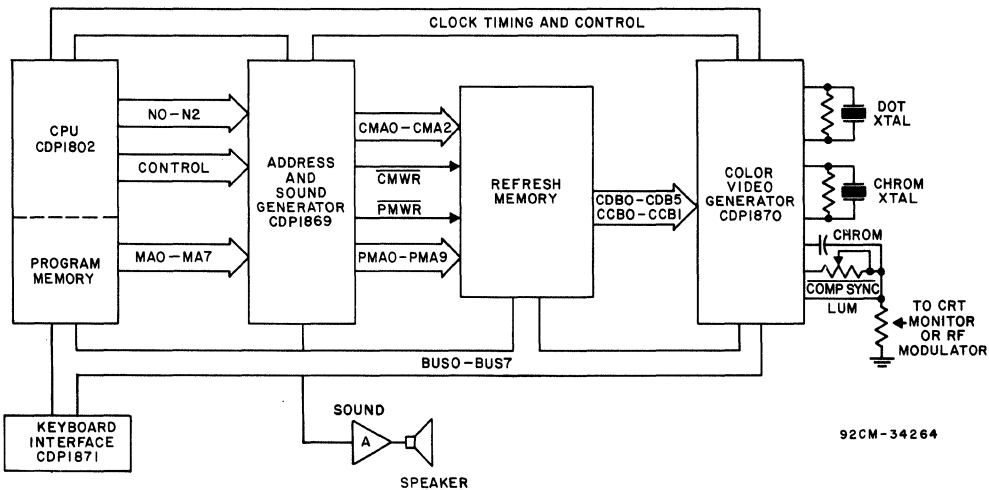 CLOCK TIMING AND CONTROL
CPU
CDP1802
PROGRAM
MEMORY
N0-N2
CONTROL
MA0-MA7
ADDRESS
AND
SOUND
GENERATOR
CDP1869
CMA0-CMA2
CMWR
PMWR
PMA0-PMA9
REFRESH
MEMORY
CDB0-CDB5
CCB0-CCB1
COLOR
VIDEO
GENERATOR
CDP1870
DOT
XTAL
CHROM
XTAL
CHROM
COMP SYNC
LUM
TO CRT
MONITOR
OR RF
MODULATOR
BUS0-BUS7
KEYBOARD
INTERFACE
CDP1871
SOUND
A
SPEAKER
92CM-34264